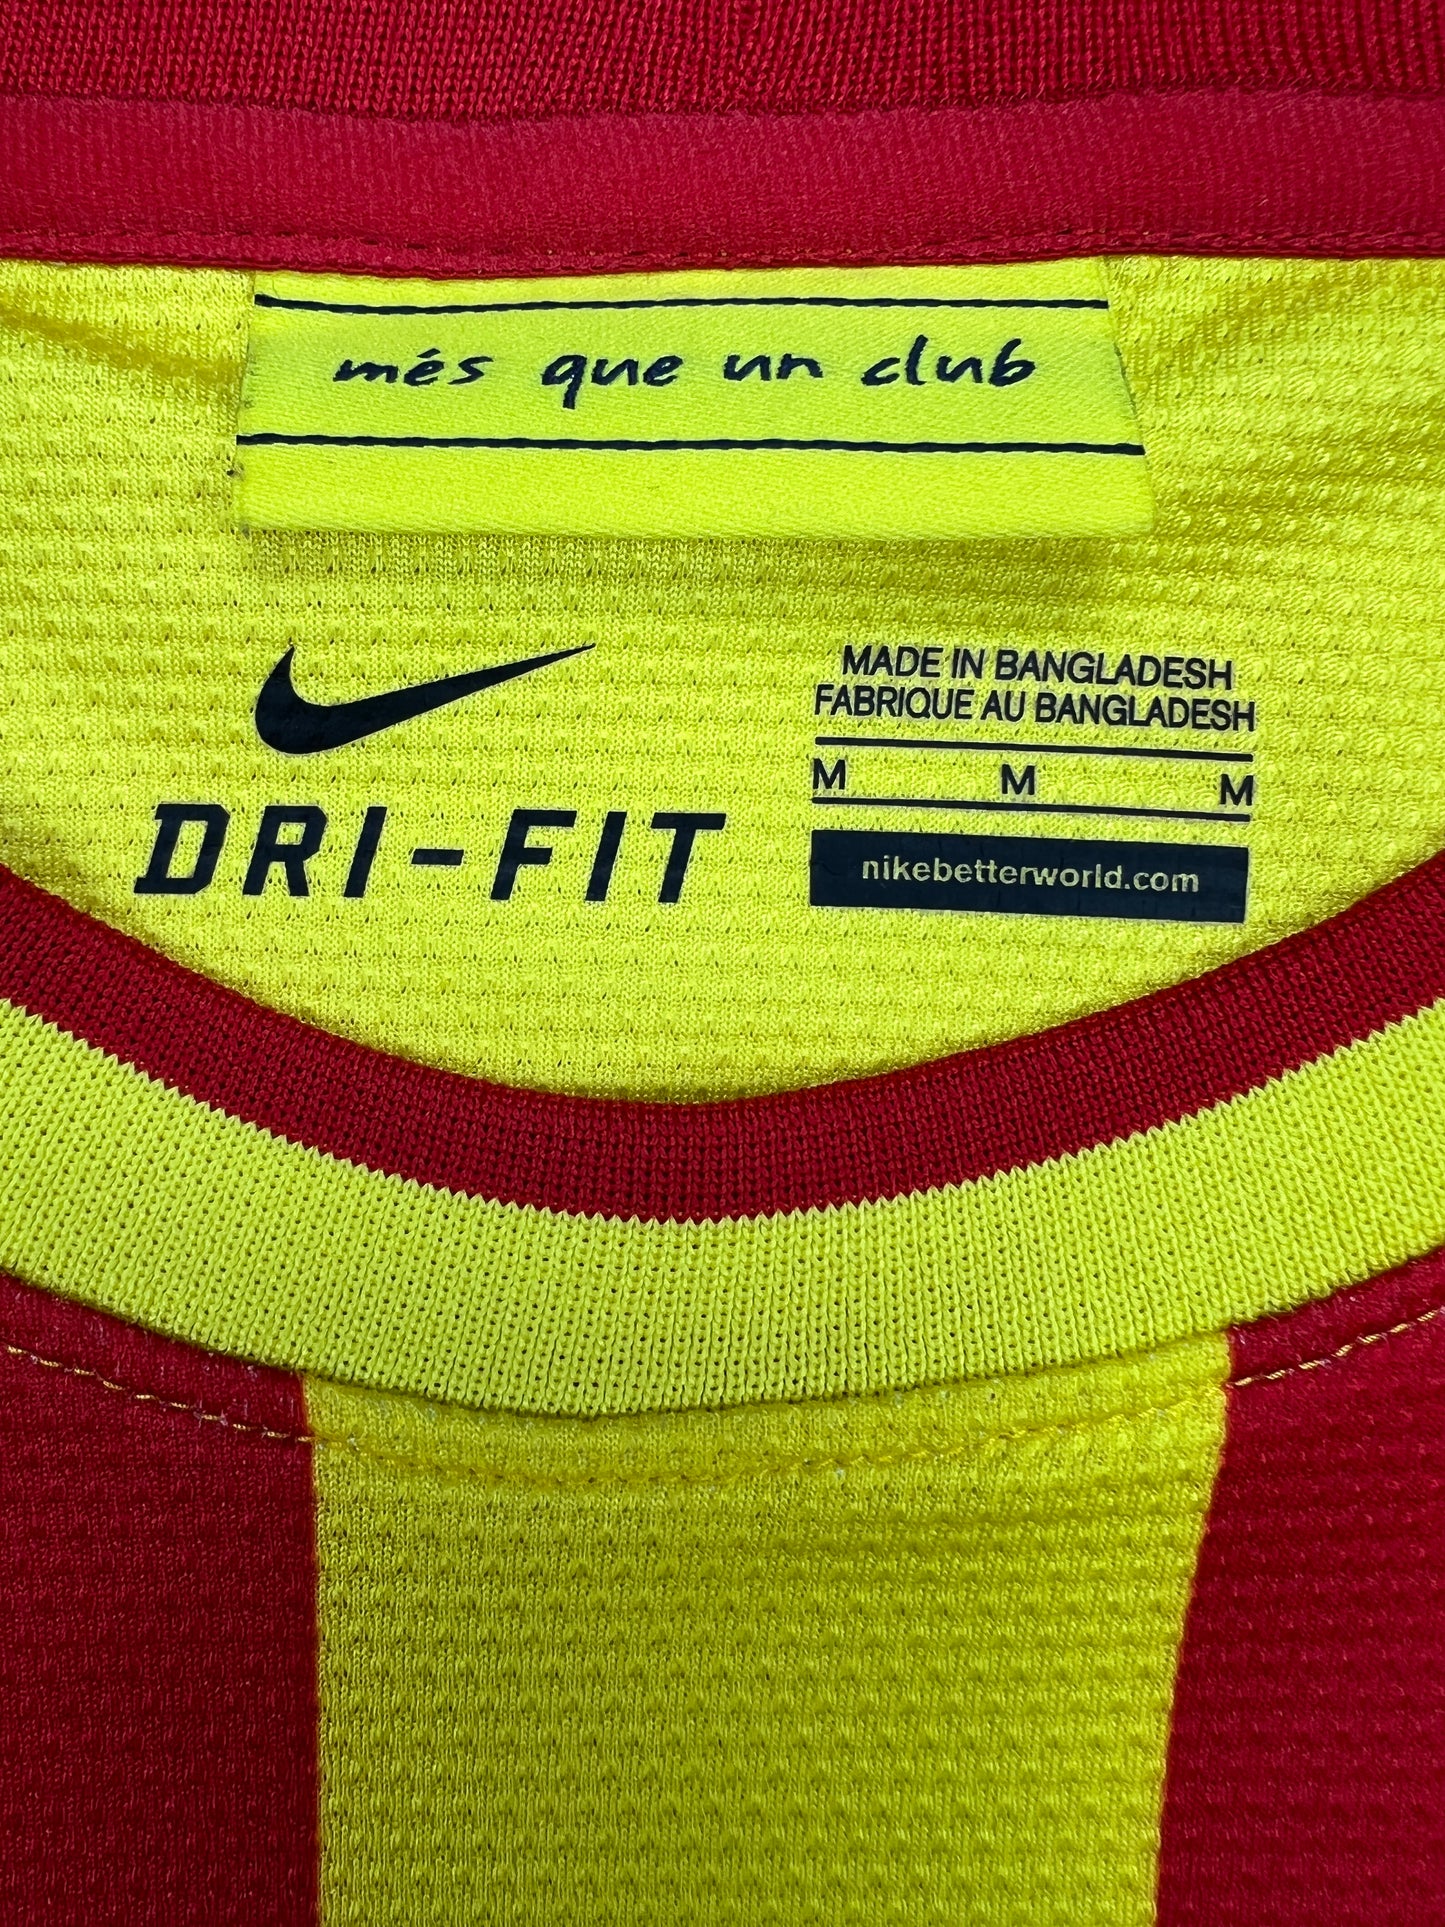 més que un club
MADE IN BANGLADESH
FABRIQUE AU BANGLADESH
M M M
DRI-FIT
nikebetterworld.com